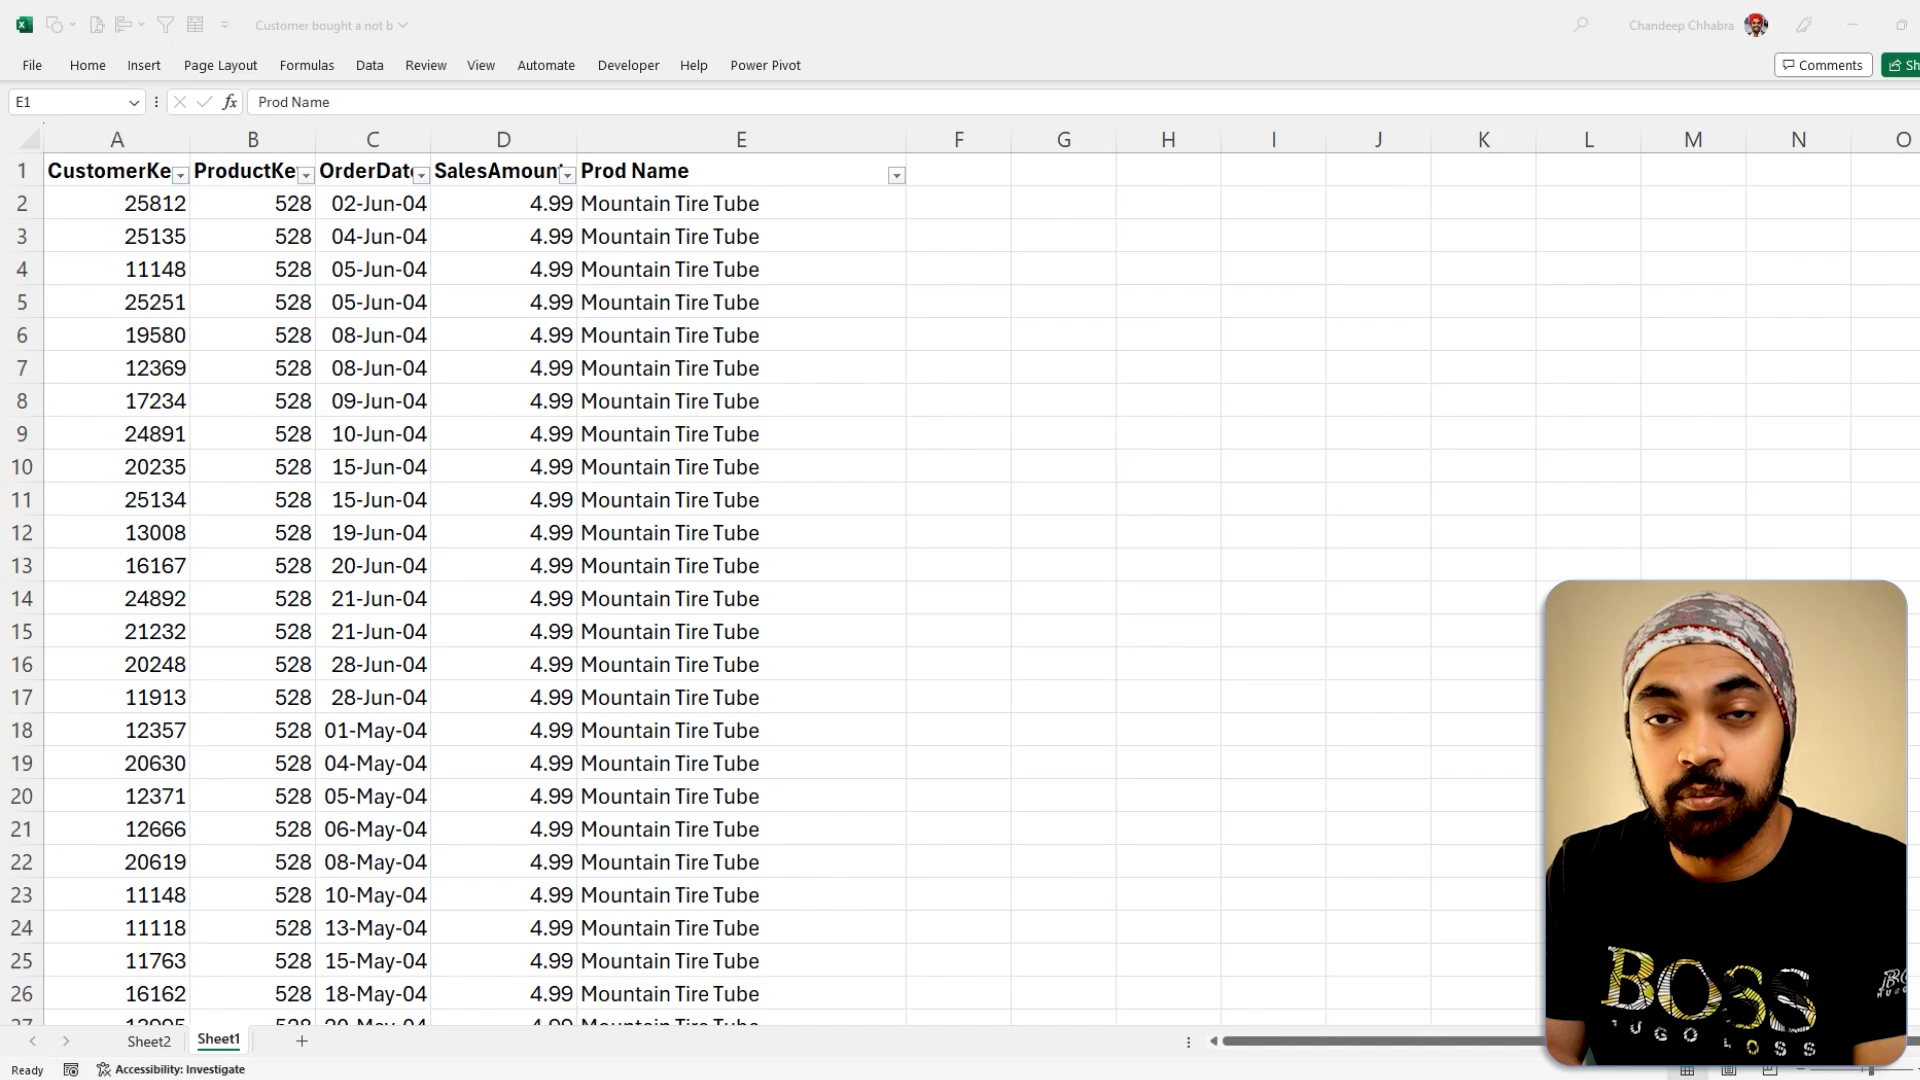 Customer bought a not b
Chandeep Chhabra
File Home Insert Page Layout Formulas Data Review View Automate Developer Help Power Pivot
Comments
Sh
E1
fx Prod Name
A B C D E F G H I J K L M N O
1 CustomerKe ProductKe OrderDat SalesAmoun Prod Name
2 25812 528 02-Jun-04 4.99 Mountain Tire Tube
3 25135 528 04-Jun-04 4.99 Mountain Tire Tube
4 11148 528 05-Jun-04 4.99 Mountain Tire Tube
5 25251 528 05-Jun-04 4.99 Mountain Tire Tube
6 19580 528 08-Jun-04 4.99 Mountain Tire Tube
7 12369 528 08-Jun-04 4.99 Mountain Tire Tube
8 17234 528 09-Jun-04 4.99 Mountain Tire Tube
9 24891 528 10-Jun-04 4.99 Mountain Tire Tube
10 20235 528 15-Jun-04 4.99 Mountain Tire Tube
11 25134 528 15-Jun-04 4.99 Mountain Tire Tube
12 13008 528 19-Jun-04 4.99 Mountain Tire Tube
13 16167 528 20-Jun-04 4.99 Mountain Tire Tube
14 24892 528 21-Jun-04 4.99 Mountain Tire Tube
15 21232 528 21-Jun-04 4.99 Mountain Tire Tube
16 20248 528 28-Jun-04 4.99 Mountain Tire Tube
17 11913 528 28-Jun-04 4.99 Mountain Tire Tube
18 12357 528 01-May-04 4.99 Mountain Tire Tube
19 20630 528 04-May-04 4.99 Mountain Tire Tube
20 12371 528 05-May-04 4.99 Mountain Tire Tube
21 12666 528 06-May-04 4.99 Mountain Tire Tube
22 20619 528 08-May-04 4.99 Mountain Tire Tube
23 11148 528 10-May-04 4.99 Mountain Tire Tube
24 11118 528 13-May-04 4.99 Mountain Tire Tube
25 11763 528 15-May-04 4.99 Mountain Tire Tube
26 16162 528 18-May-04 4.99 Mountain Tire Tube
BOSS
HUGO BOSS
Sheet2 Sheet1
Ready Accessibility: Investigate